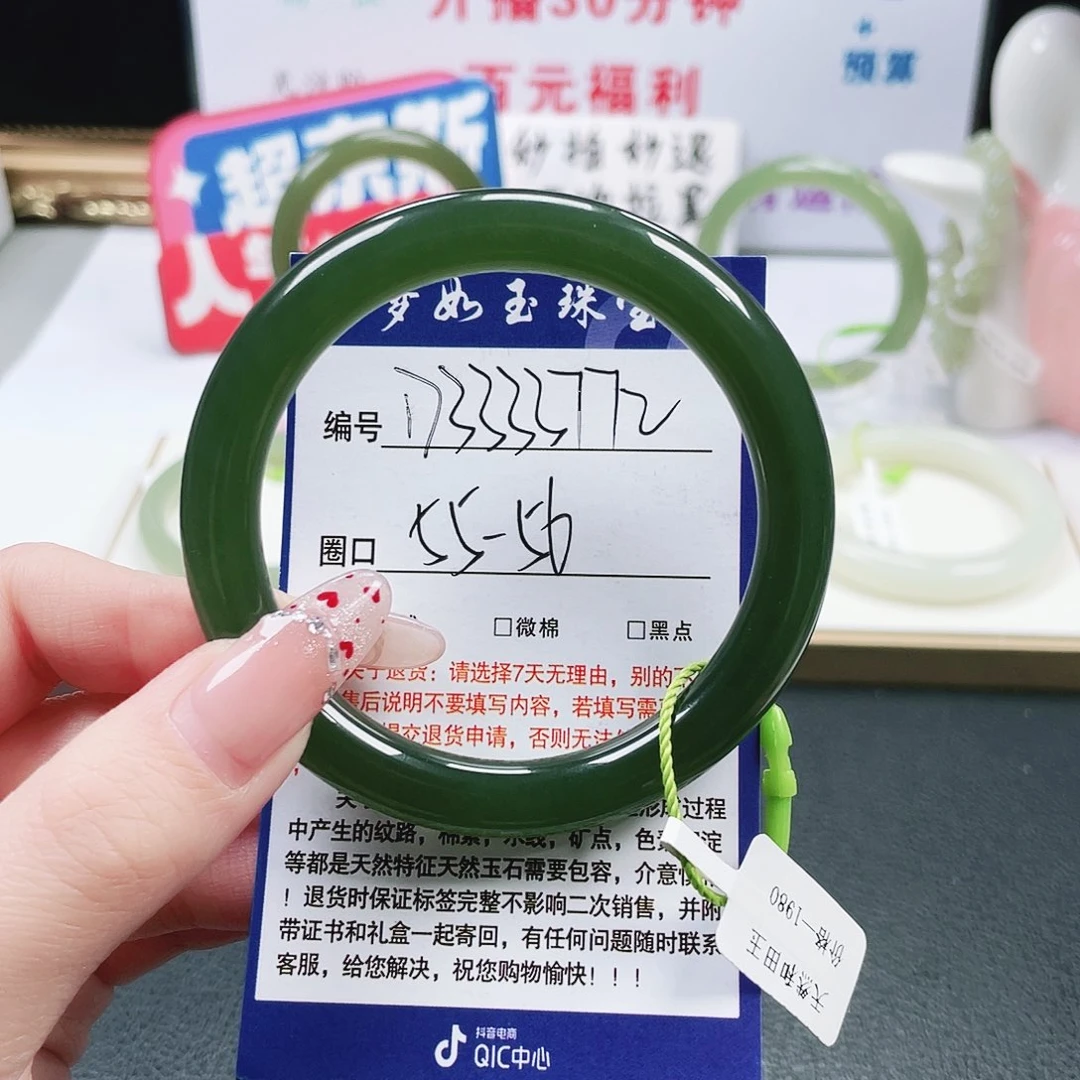 开播30分钟
百元福利
预算
秒拍秒退
超
人
梦如玉珠宝
编号
圈口 55-56
□微棉 □黑点
关于退货：请选择7天无理由，别的
售后说明不要填写内容，若填写需
提交退货申请，否则无法
形成过程
中产生的纹路，棉絮，水线，矿点，色
等都是天然特征天然玉石需要包容，介意慎
！退货时保证标签完整不影响二次销售，并附
带证书和礼盒一起寄回，有任何问题随时联系
客服，给您解决，祝您购物愉快！！！
抖音电商
QIC中心
天然和田玉
价格—1980